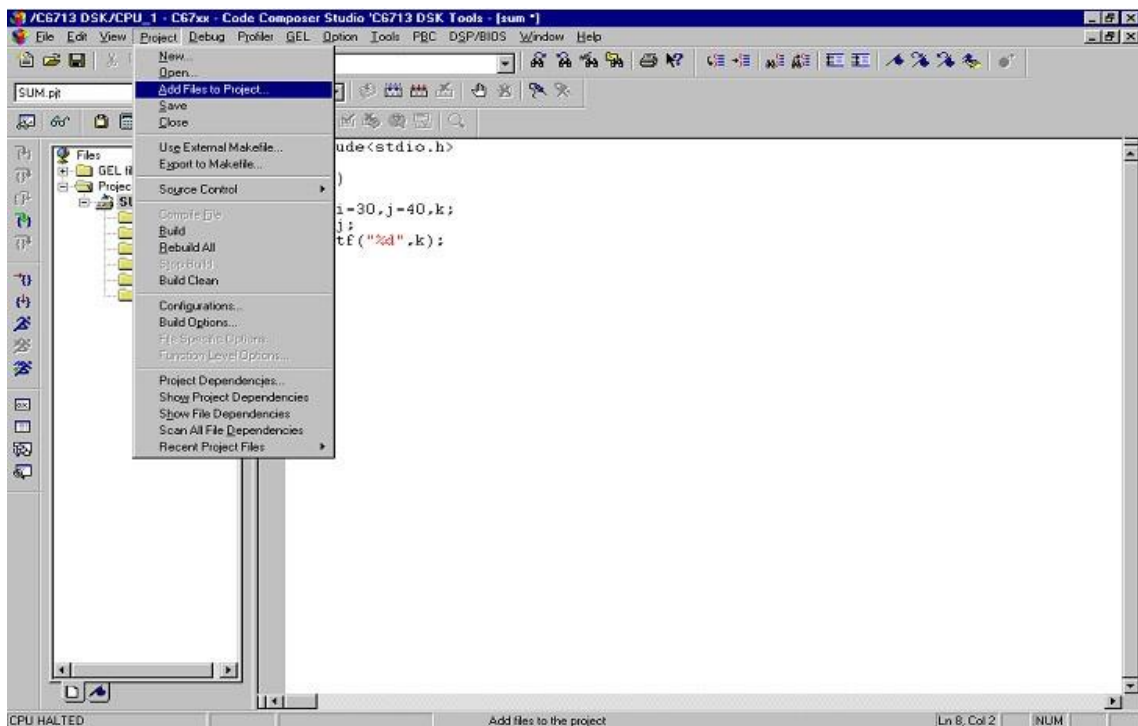 /C6713 DSK/CPU_1 - C67xx - Code Composer Studio 'C6713 DSK Tools - [sum *]
File Edit View Project Debug Profiler GEL Option Tools PBC DSP/BIOS Window Help
SUM.pjt
New...
Open...
Add Files to Project...
Save
Close
Use External Makefile...
Export to Makefile...
Source Control
Compile File
Build
Rebuild All
Stop Build
Build Clean
Configurations...
Build Options...
File Specific Options...
Function Level Options...
Project Dependencies...
Show Project Dependencies
Show File Dependencies
Scan All File Dependencies
Recent Project Files
Files
GEL fi
Projec
SU
ude<stdio.h>
)
i=30,j=40,k;
j;
tf("%d",k);
CPU HALTED
Add files to the project
Ln 8, Col 2
NUM